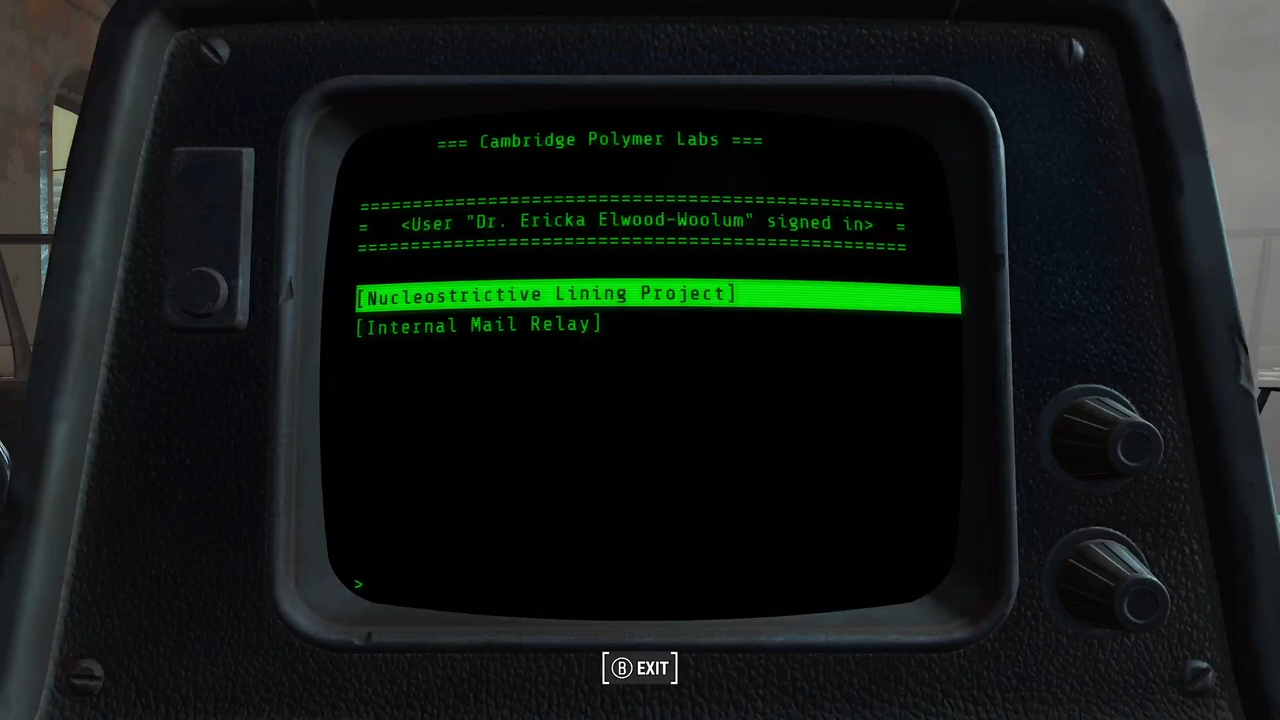 === Cambridge Polymer Labs ===
===============================================================
= <User "Dr. Ericka Elwood-Woolum" signed in> =
===============================================================
[Nucleostrictive Lining Project]
[Internal Mail Relay]
>
[Ⓑ EXIT]